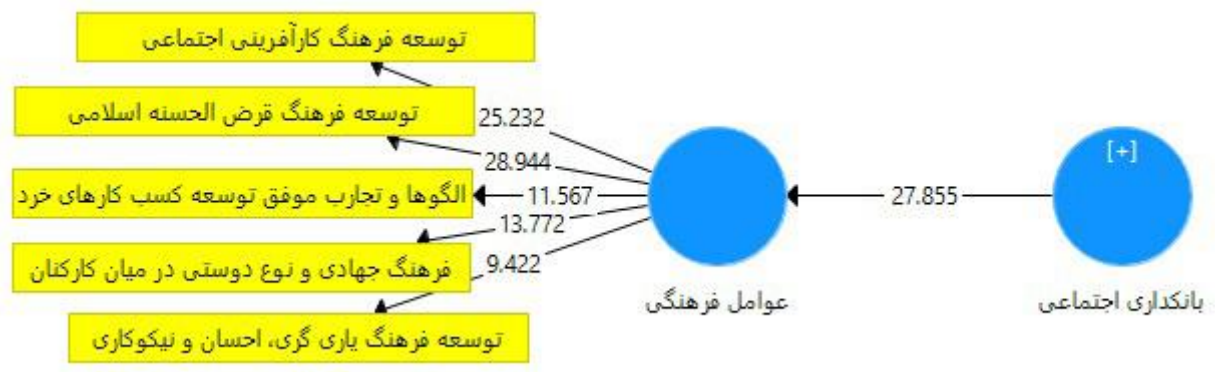 توسعه فرهنگ کارآفرینی اجتماعی
توسعه فرهنگ قرض الحسنه اسلامی
الگوها و تجارب موفق توسعه کسب کارهای خرد
فرهنگ جهادی و نوع دوستی در میان کارکنان
توسعه فرهنگ یاری گری، احسان و نیکوکاری
25.232
28.944
11.567
13.772
9.422
عوامل فرهنگی
27.855
[+]
بانکداری اجتماعی